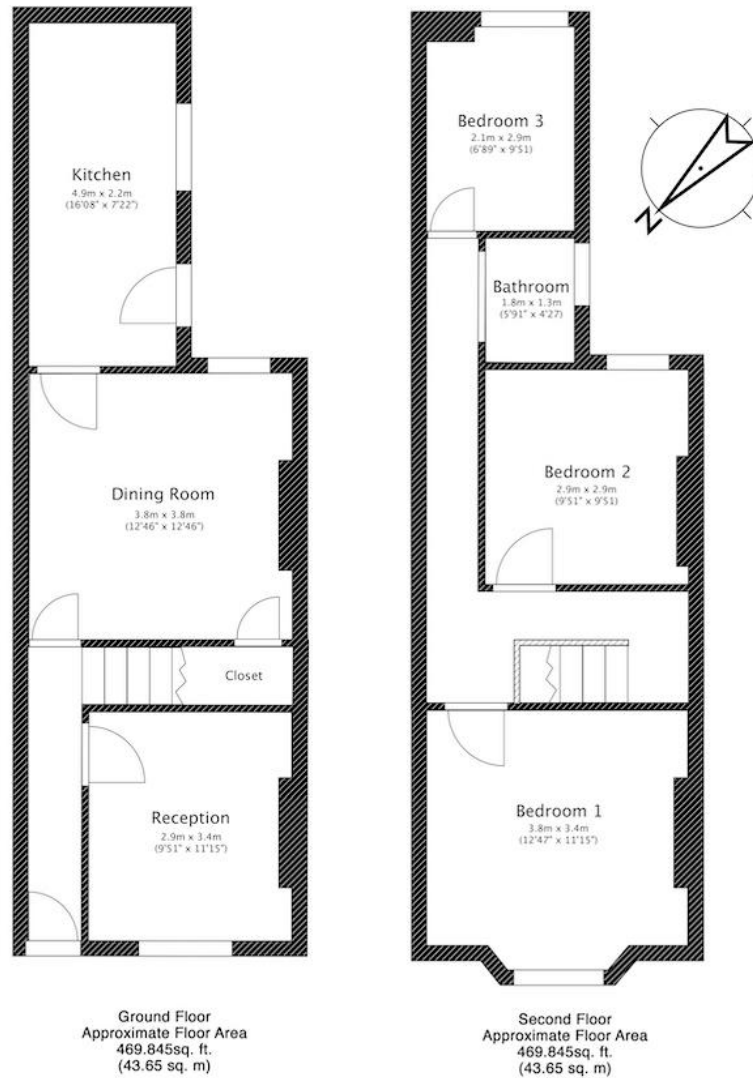 Kitchen
4.9m x 2.2m
(16'08" x 7'22")
Dining Room
3.8m x 3.8m
(12'46" x 12'46")
Closet
Reception
2.9m x 3.4m
(9'51" x 11'15")
Ground Floor
Approximate Floor Area
469.845sq. ft.
(43.65 sq. m)
Bedroom 3
2.1m x 2.9m
(6'89" x 9'51)
Bathroom
1.8m x 1.3m
(5'91" x 4'27)
Bedroom 2
2.9m x 2.9m
(9'51" x 9'51)
Bedroom 1
3.8m x 3.4m
(12'47" x 11'15")
Second Floor
Approximate Floor Area
469.845sq. ft.
(43.65 sq. m)
N